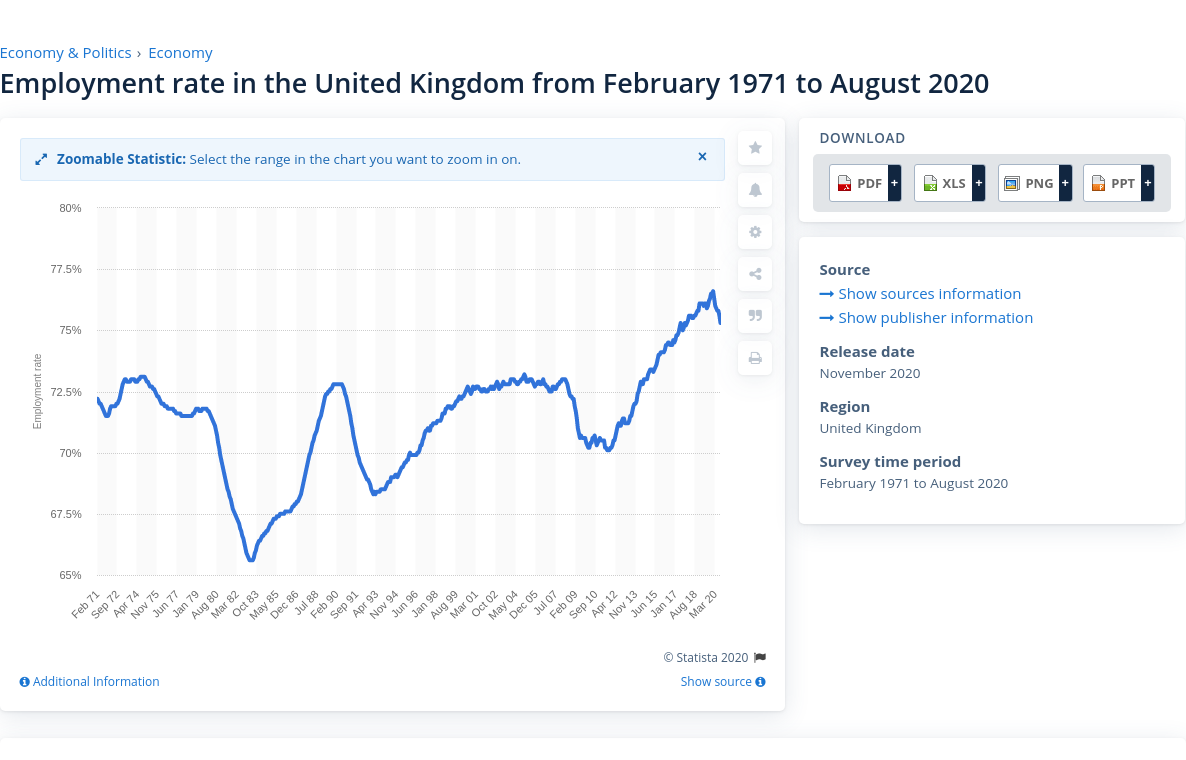 Economy & Politics › Economy
Employment rate in the United Kingdom from February 1971 to August 2020
Zoomable Statistic: Select the range in the chart you want to zoom in on. ×
80%
77.5%
75%
72.5%
70%
67.5%
65%
Employment rate
Feb 71
Sep 72
Apr 74
Nov 75
Jun 77
Jan 79
Aug 80
Mar 82
Oct 83
May 85
Dec 86
Jul 88
Feb 90
Sep 91
Apr 93
Nov 94
Jun 96
Jan 98
Aug 99
Mar 01
Oct 02
May 04
Dec 05
Jul 07
Feb 09
Sep 10
Apr 12
Nov 13
Jun 15
Jan 17
Aug 18
Mar 20
© Statista 2020
Additional Information
Show source
DOWNLOAD
PDF + XLS + PNG + PPT +
Source
Show sources information
Show publisher information
Release date
November 2020
Region
United Kingdom
Survey time period
February 1971 to August 2020